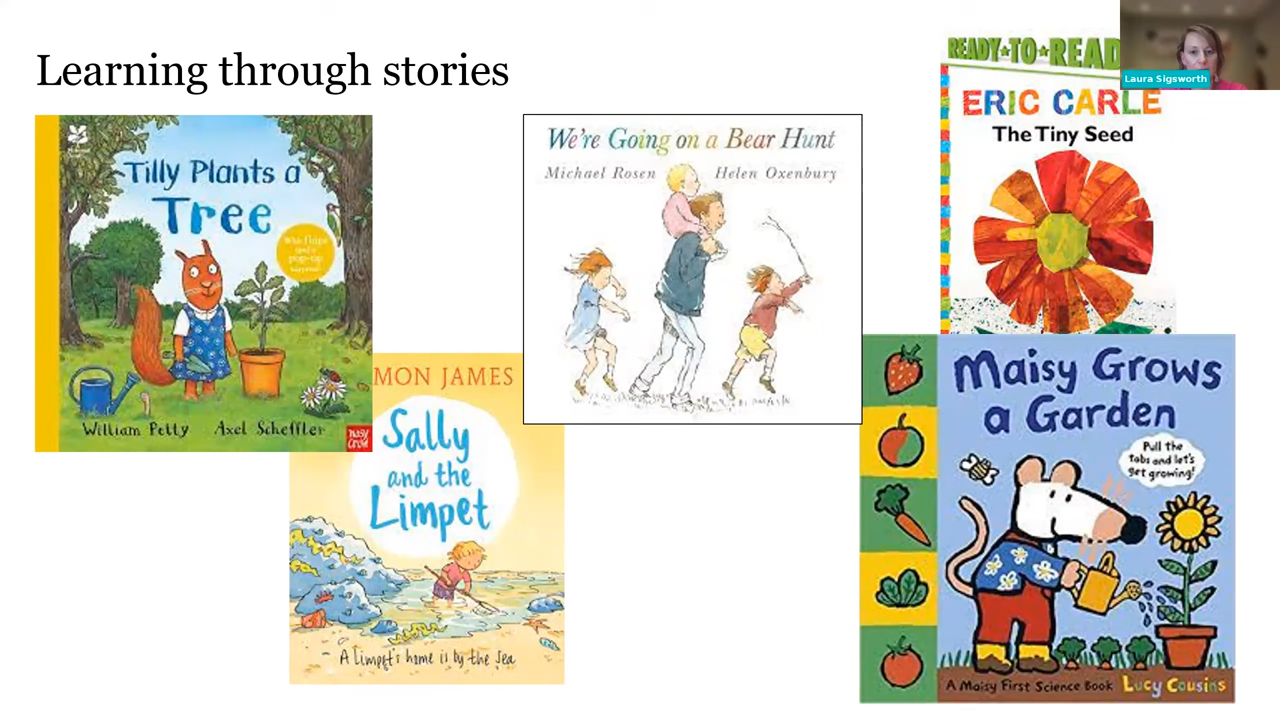 Learning through stories
Tilly Plants a
Tree
William Petty Axel Scheffler
nosy
Crow
MON JAMES
Sally
and the
Limpet
A Limpet's home is by the sea
We're Going on a Bear Hunt
Michael Rosen Helen Oxenbury
READY★TO★READ
ERIC CARLE
The Tiny Seed
Laura Sigsworth
Maisy Grows
a Garden
Pull the
tabs and let's
get growing!
A Maisy First Science Book Lucy Cousins